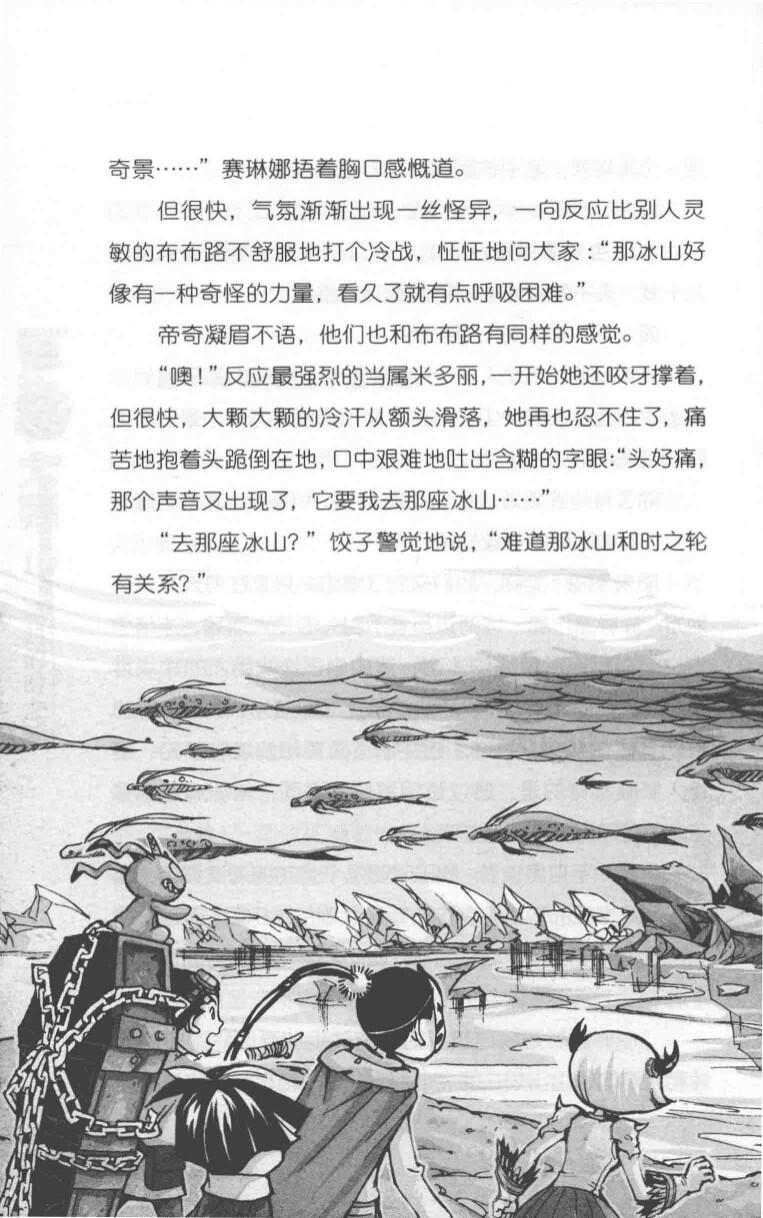 奇景……”赛琳娜捂着胸口感慨道。
但很快，气氛渐渐出现一丝怪异，一向反应比别人灵
敏的布布路不舒服地打个冷战，怔怔地问大家：“那冰山好
像有一种奇怪的力量，看久了就有点呼吸困难。”
帝奇凝眉不语，他们也和布布路有同样的感觉。
“噢！”反应最强烈的当属米多丽，一开始她还咬牙撑着，
但很快，大颗大颗的冷汗从额头滑落，她再也忍不住了，痛
苦地抱着头跪倒在地，口中艰难地吐出含糊的字眼：“头好痛，
那个声音又出现了，它要我去那座冰山……”
“去那座冰山？”饺子警觉地说，“难道那冰山和时之轮
有关系？”